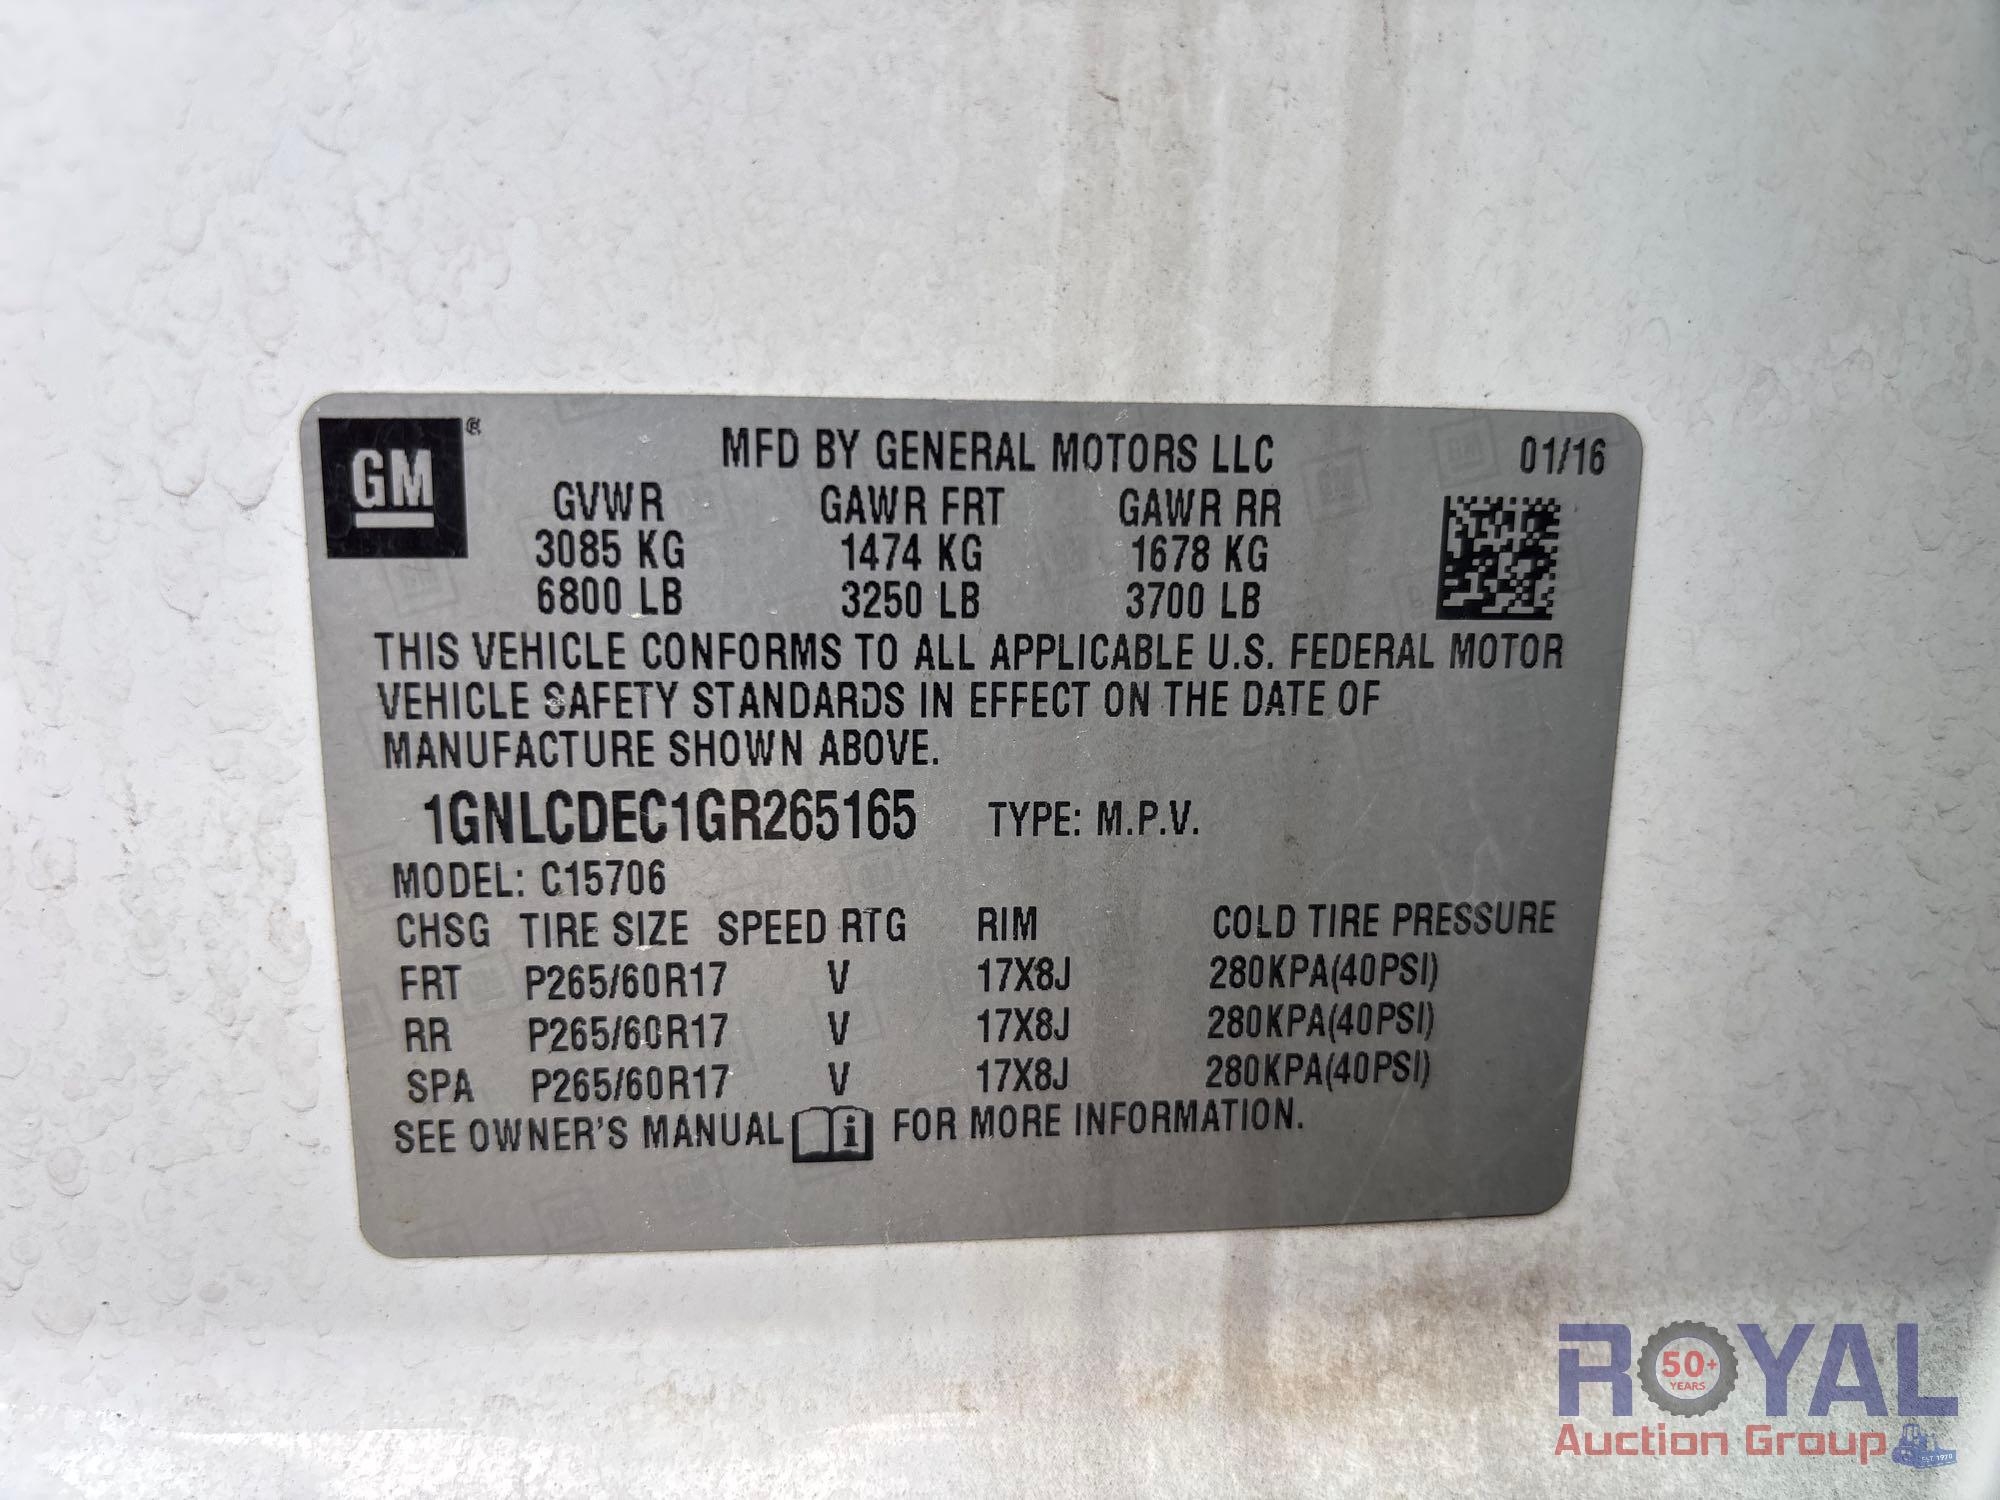 GM ®
MFD BY GENERAL MOTORS LLC 01/16
GVWR GAWR FRT GAWR RR
3085 KG 1474 KG 1678 KG
6800 LB 3250 LB 3700 LB
THIS VEHICLE CONFORMS TO ALL APPLICABLE U.S. FEDERAL MOTOR
VEHICLE SAFETY STANDARDS IN EFFECT ON THE DATE OF
MANUFACTURE SHOWN ABOVE.
1GNLCDEC1GR265165 TYPE: M.P.V.
MODEL: C15706
CHSG TIRE SIZE SPEED RTG RIM COLD TIRE PRESSURE
FRT P265/60R17 V 17X8J 280KPA(40PSI)
RR P265/60R17 V 17X8J 280KPA(40PSI)
SPA P265/60R17 V 17X8J 280KPA(40PSI)
SEE OWNER'S MANUAL i FOR MORE INFORMATION.
ROYAL
50+
YEARS
Auction Group
EST. 1970